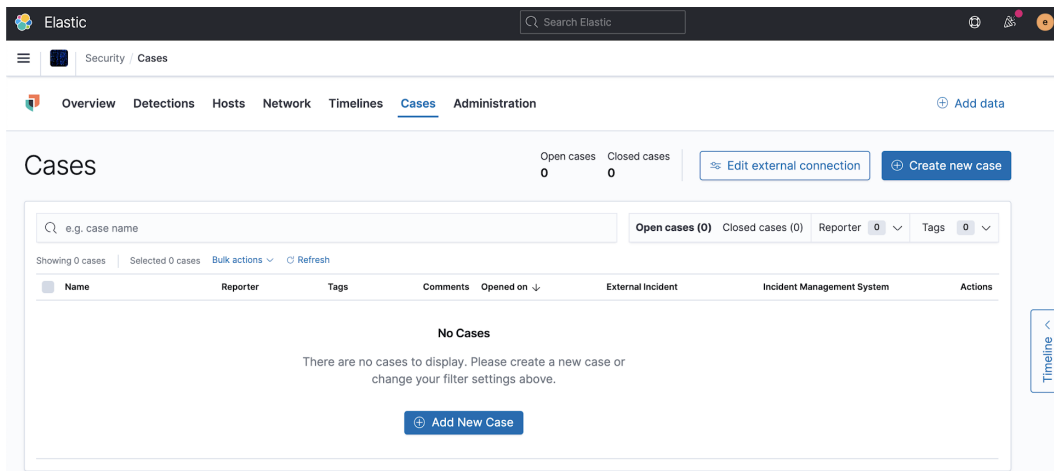 Elastic
Search Elastic
e
Security / Cases
Overview Detections Hosts Network Timelines Cases Administration
Add data
Cases
Open cases Closed cases
0 0
Edit external connection
Create new case
e.g. case name
Open cases (0) Closed cases (0) Reporter 0 Tags 0
Showing 0 cases Selected 0 cases Bulk actions Refresh
Name Reporter Tags Comments Opened on External Incident Incident Management System Actions
No Cases
There are no cases to display. Please create a new case or
change your filter settings above.
Add New Case
Timeline